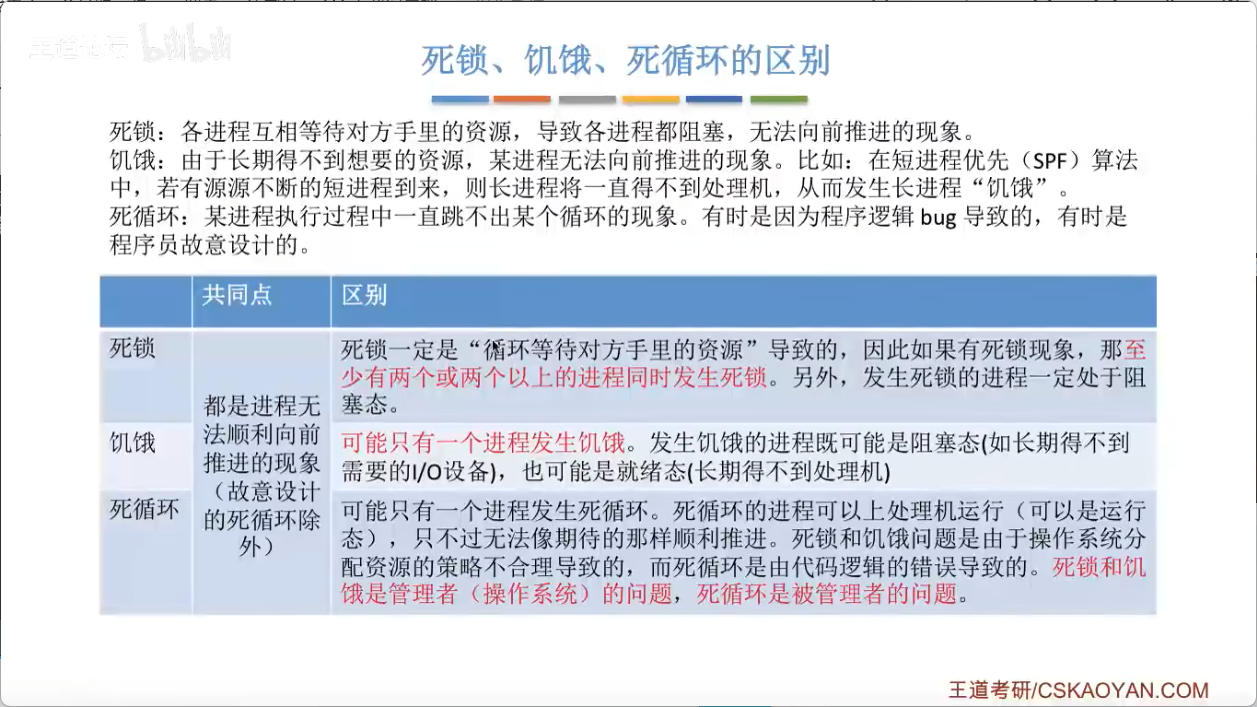 王道论坛 bilibili
死锁、饥饿、死循环的区别
死锁：各进程互相等待对方手里的资源，导致各进程都阻塞，无法向前推进的现象。
饥饿：由于长期得不到想要的资源，某进程无法向前推进的现象。比如：在短进程优先（SPF）算法
中，若有源源不断的短进程到来，则长进程将一直得不到处理机，从而发生长进程“饥饿”。
死循环：某进程执行过程中一直跳不出某个循环的现象。有时是因为程序逻辑 bug 导致的，有时是
程序员故意设计的。
共同点
区别
死锁
都是进程无
法顺利向前
推进的现象
（故意设计
的死循环除
外）
死锁一定是“循环等待对方手里的资源”导致的，因此如果有死锁现象，那至
少有两个或两个以上的进程同时发生死锁。另外，发生死锁的进程一定处于阻
塞态。
饥饿
可能只有一个进程发生饥饿。发生饥饿的进程既可能是阻塞态(如长期得不到
需要的I/O设备)，也可能是就绪态(长期得不到处理机)
死循环
可能只有一个进程发生死循环。死循环的进程可以上处理机运行（可以是运行
态），只不过无法像期待的那样顺利推进。死锁和饥饿问题是由于操作系统分
配资源的策略不合理导致的，而死循环是由代码逻辑的错误导致的。死锁和饥
饿是管理者（操作系统）的问题，死循环是被管理者的问题。
王道考研/CSKAOYAN.COM